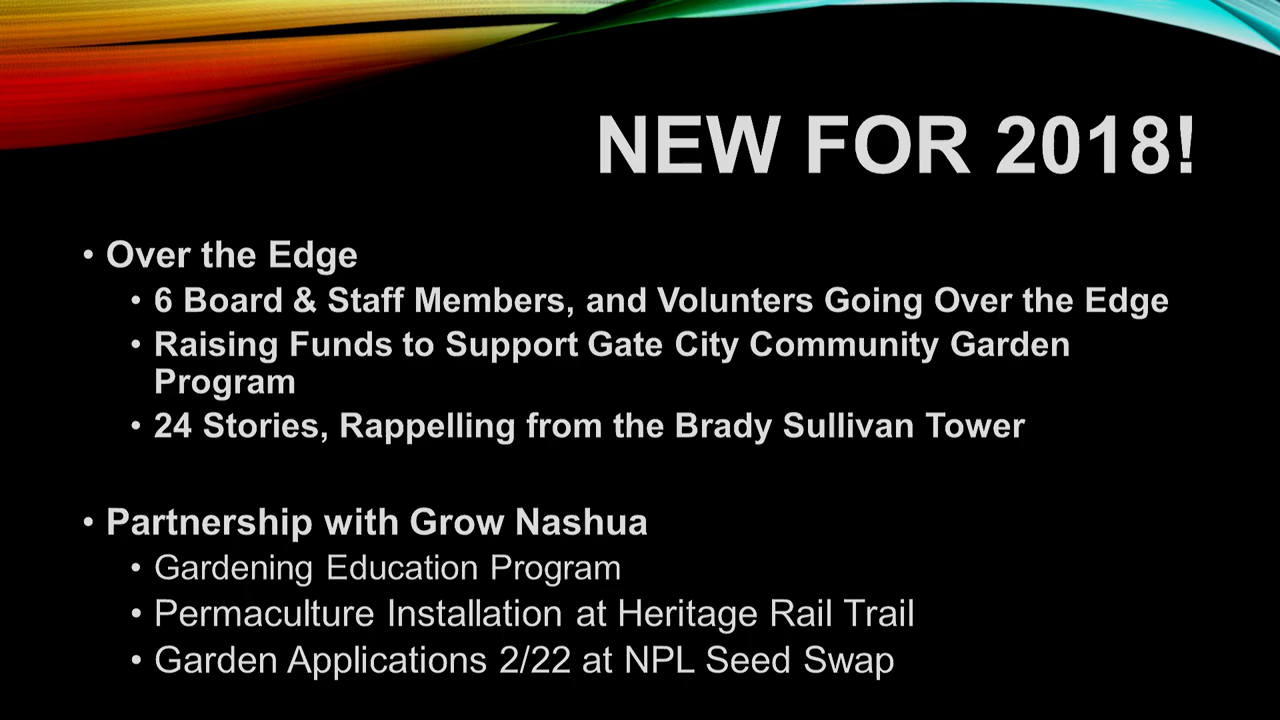 NEW FOR 2018!
• Over the Edge
• 6 Board & Staff Members, and Volunters Going Over the Edge
• Raising Funds to Support Gate City Community Garden
Program
• 24 Stories, Rappelling from the Brady Sullivan Tower
• Partnership with Grow Nashua
• Gardening Education Program
• Permaculture Installation at Heritage Rail Trail
• Garden Applications 2/22 at NPL Seed Swap